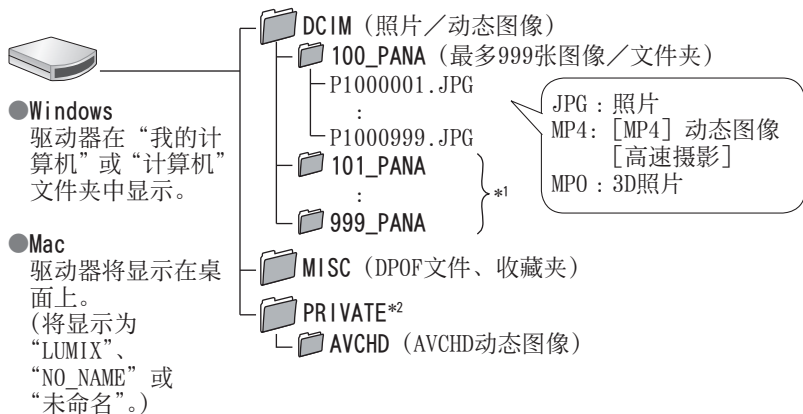 ●Windows
驱动器在“我的计
算机”或“计算机”
文件夹中显示。
●Mac
驱动器将显示在桌
面上。
(将显示为
“LUMIX”、
“NO_NAME”或
“未命名”。)
DCIM (照片／动态图像)
100_PANA (最多999张图像／文件夹)
P1000001.JPG
:
P1000999.JPG
101_PANA
:
999_PANA
*1
JPG：照片
MP4：[MP4] 动态图像
[高速摄影]
MPO：3D照片
MISC (DPOF文件、收藏夹)
PRIVATE*2
AVCHD (AVCHD动态图像)